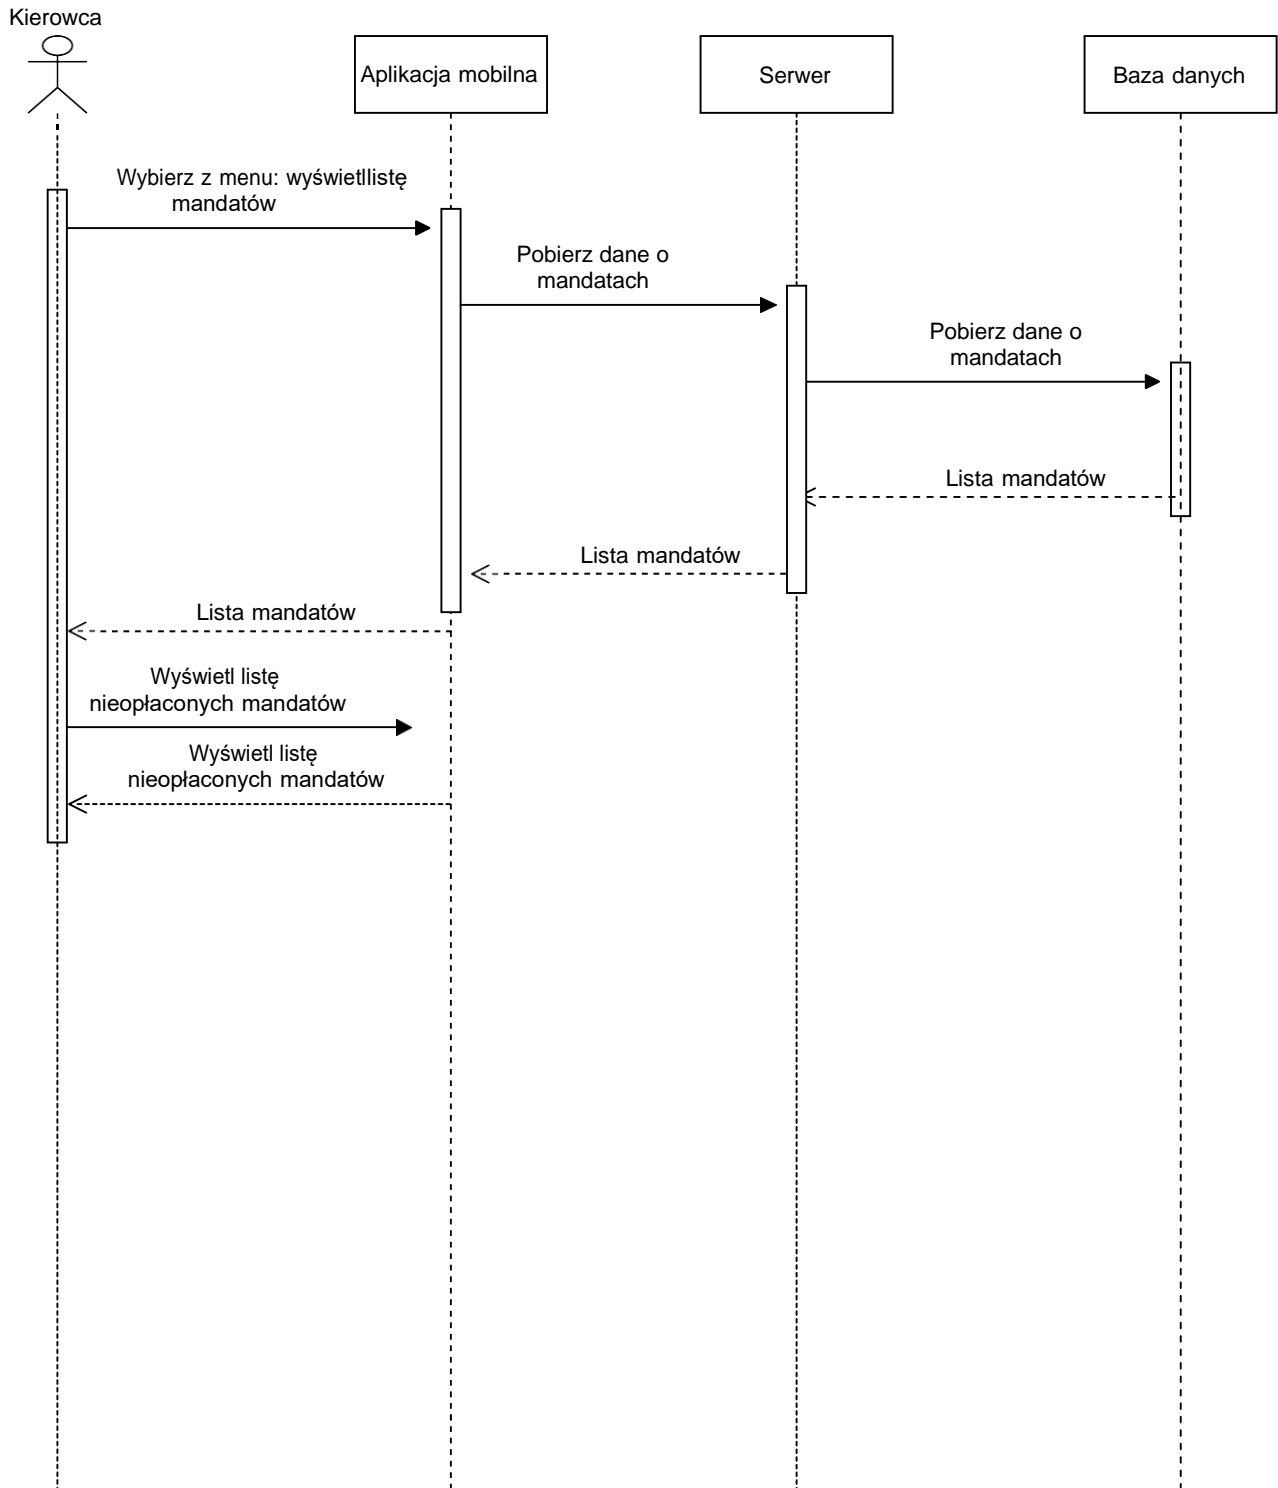 Kierowca
Aplikacja mobilna
Serwer
Baza danych
Wybierz z menu: wyświetllistę
mandatów
Pobierz dane o
mandatach
Pobierz dane o
mandatach
Lista mandatów
Lista mandatów
Lista mandatów
Wyświetl listę
nieopłaconych mandatów
Wyświetl listę
nieopłaconych mandatów